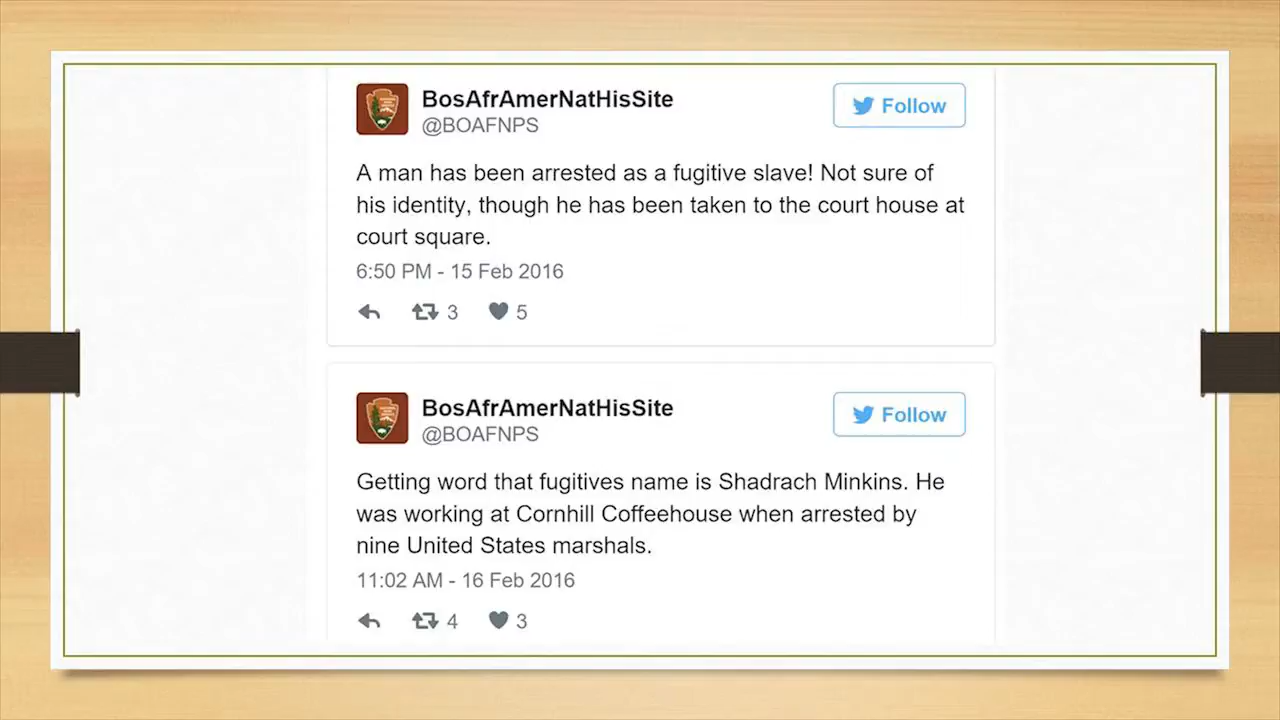 BosAfrAmerNatHisSite
@BOAFNPS
Follow
A man has been arrested as a fugitive slave! Not sure of
his identity, though he has been taken to the court house at
court square.
6:50 PM - 15 Feb 2016
3 5
BosAfrAmerNatHisSite
@BOAFNPS
Follow
Getting word that fugitives name is Shadrach Minkins. He
was working at Cornhill Coffeehouse when arrested by
nine United States marshals.
11:02 AM - 16 Feb 2016
4 3